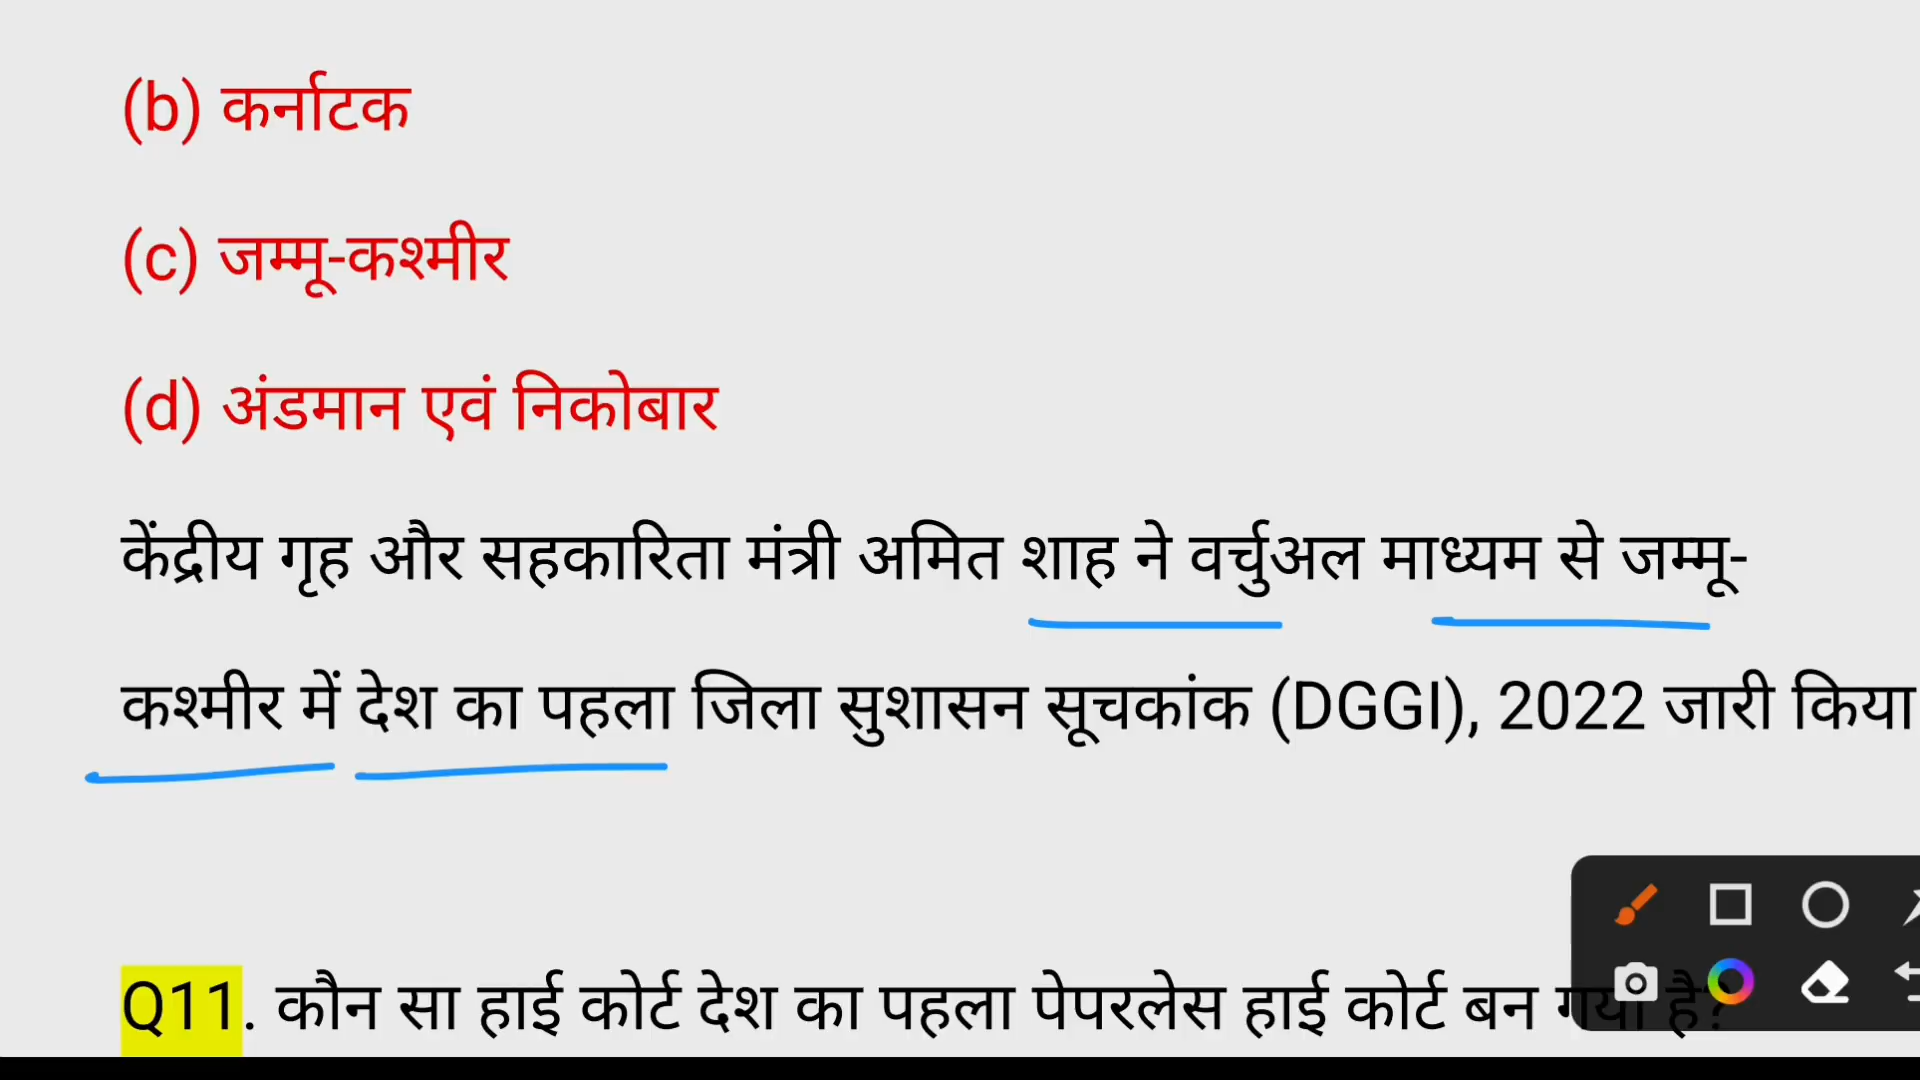 (b) कर्नाटक
(c) जम्मू-कश्मीर
(d) अंडमान एवं निकोबार
केंद्रीय गृह और सहकारिता मंत्री अमित शाह ने वर्चुअल माध्यम से जम्मू-
कश्मीर में देश का पहला जिला सुशासन सूचकांक (DGGI), 2022 जारी किया
Q11. कौन सा हाई कोर्ट देश का पहला पेपरलेस हाई कोर्ट बन गया है?